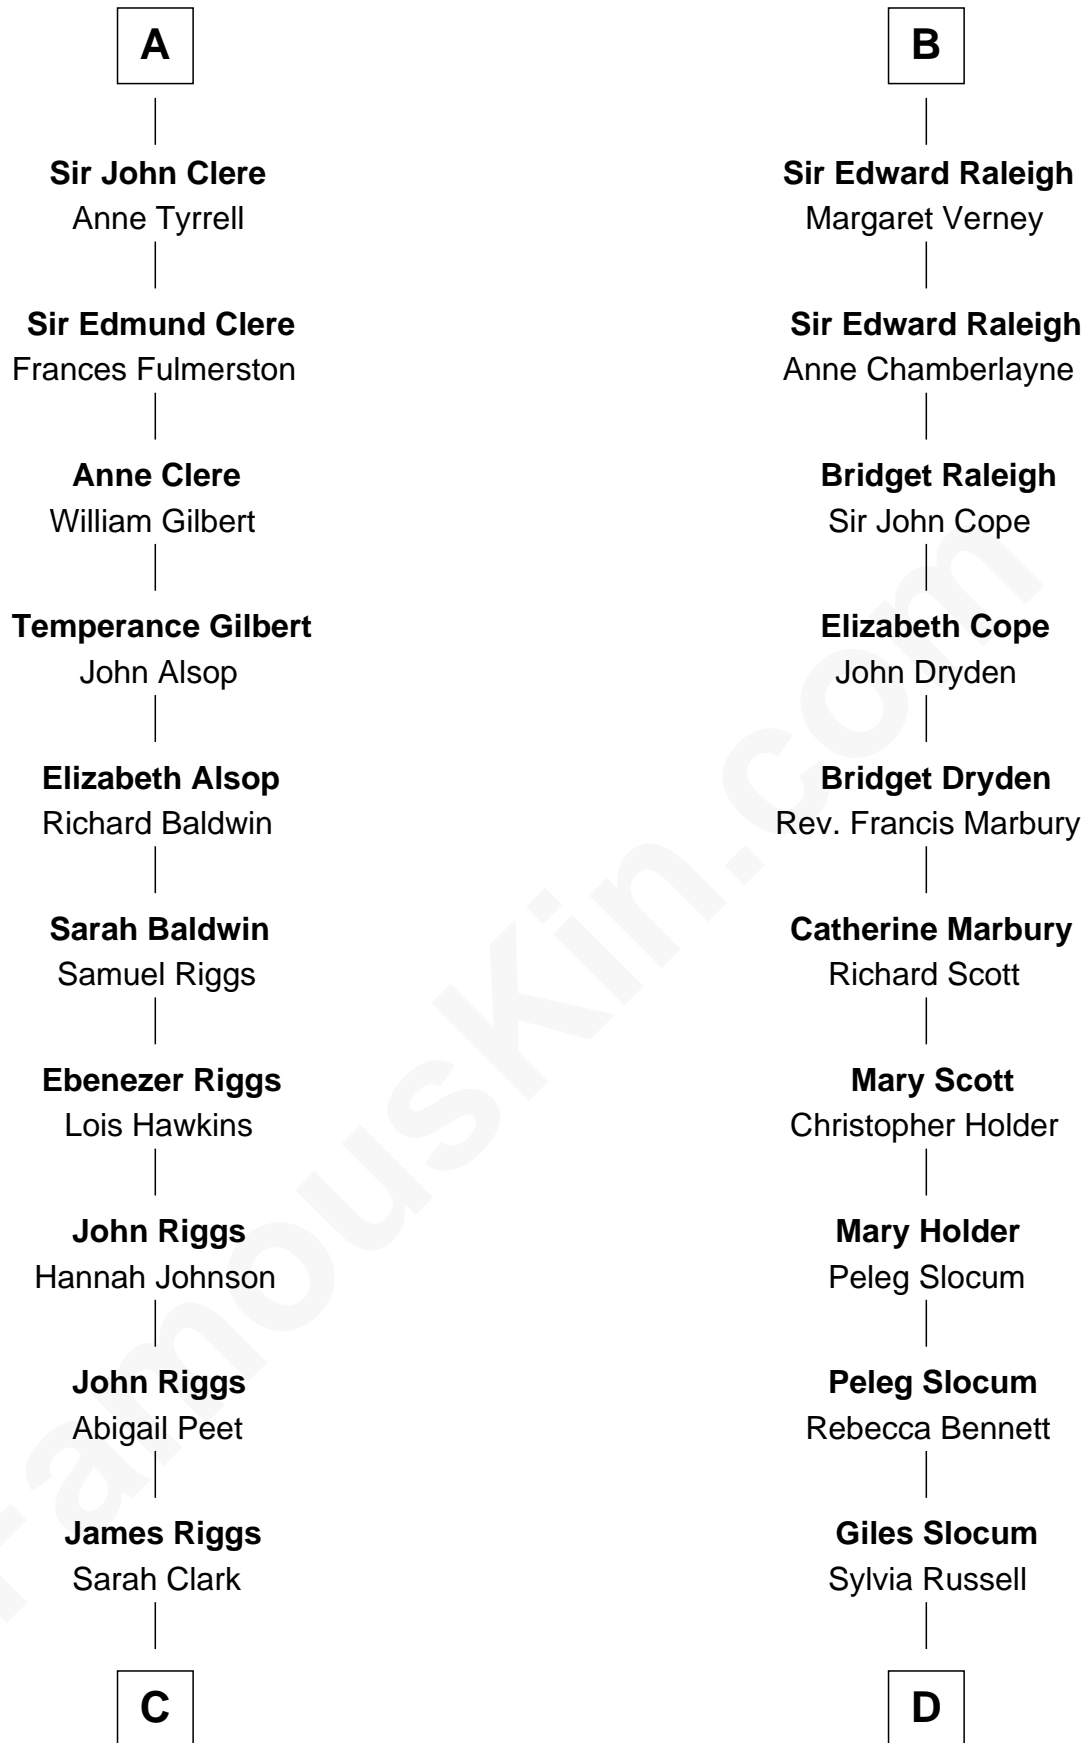 A
Sir John Clere
Anne Tyrrell
Sir Edmund Clere
Frances Fulmerston
Anne Clere
William Gilbert
Temperance Gilbert
John Alsop
Elizabeth Alsop
Richard Baldwin
Sarah Baldwin
Samuel Riggs
Ebenezer Riggs
Lois Hawkins
John Riggs
Hannah Johnson
John Riggs
Abigail Peet
James Riggs
Sarah Clark
C
B
Sir Edward Raleigh
Margaret Verney
Sir Edward Raleigh
Anne Chamberlayne
Bridget Raleigh
Sir John Cope
Elizabeth Cope
John Dryden
Bridget Dryden
Rev. Francis Marbury
Catherine Marbury
Richard Scott
Mary Scott
Christopher Holder
Mary Holder
Peleg Slocum
Peleg Slocum
Rebecca Bennett
Giles Slocum
Sylvia Russell
D
FamousKin.com